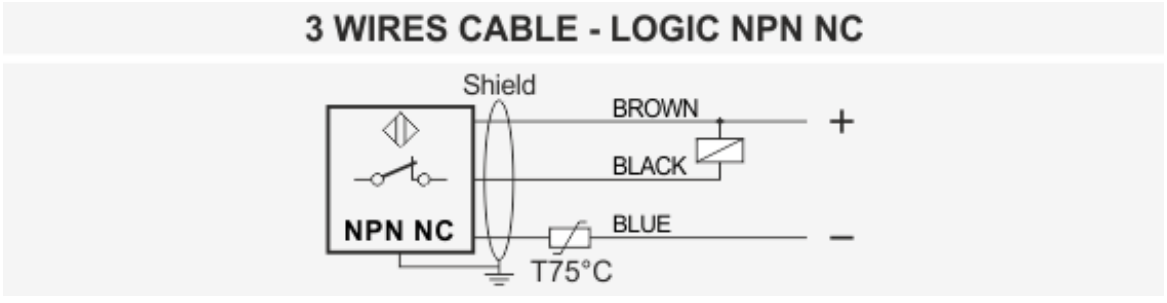 3 WIRES CABLE - LOGIC NPN NC
Shield
BROWN
+
BLACK
NPN NC
BLUE
–
T75°C